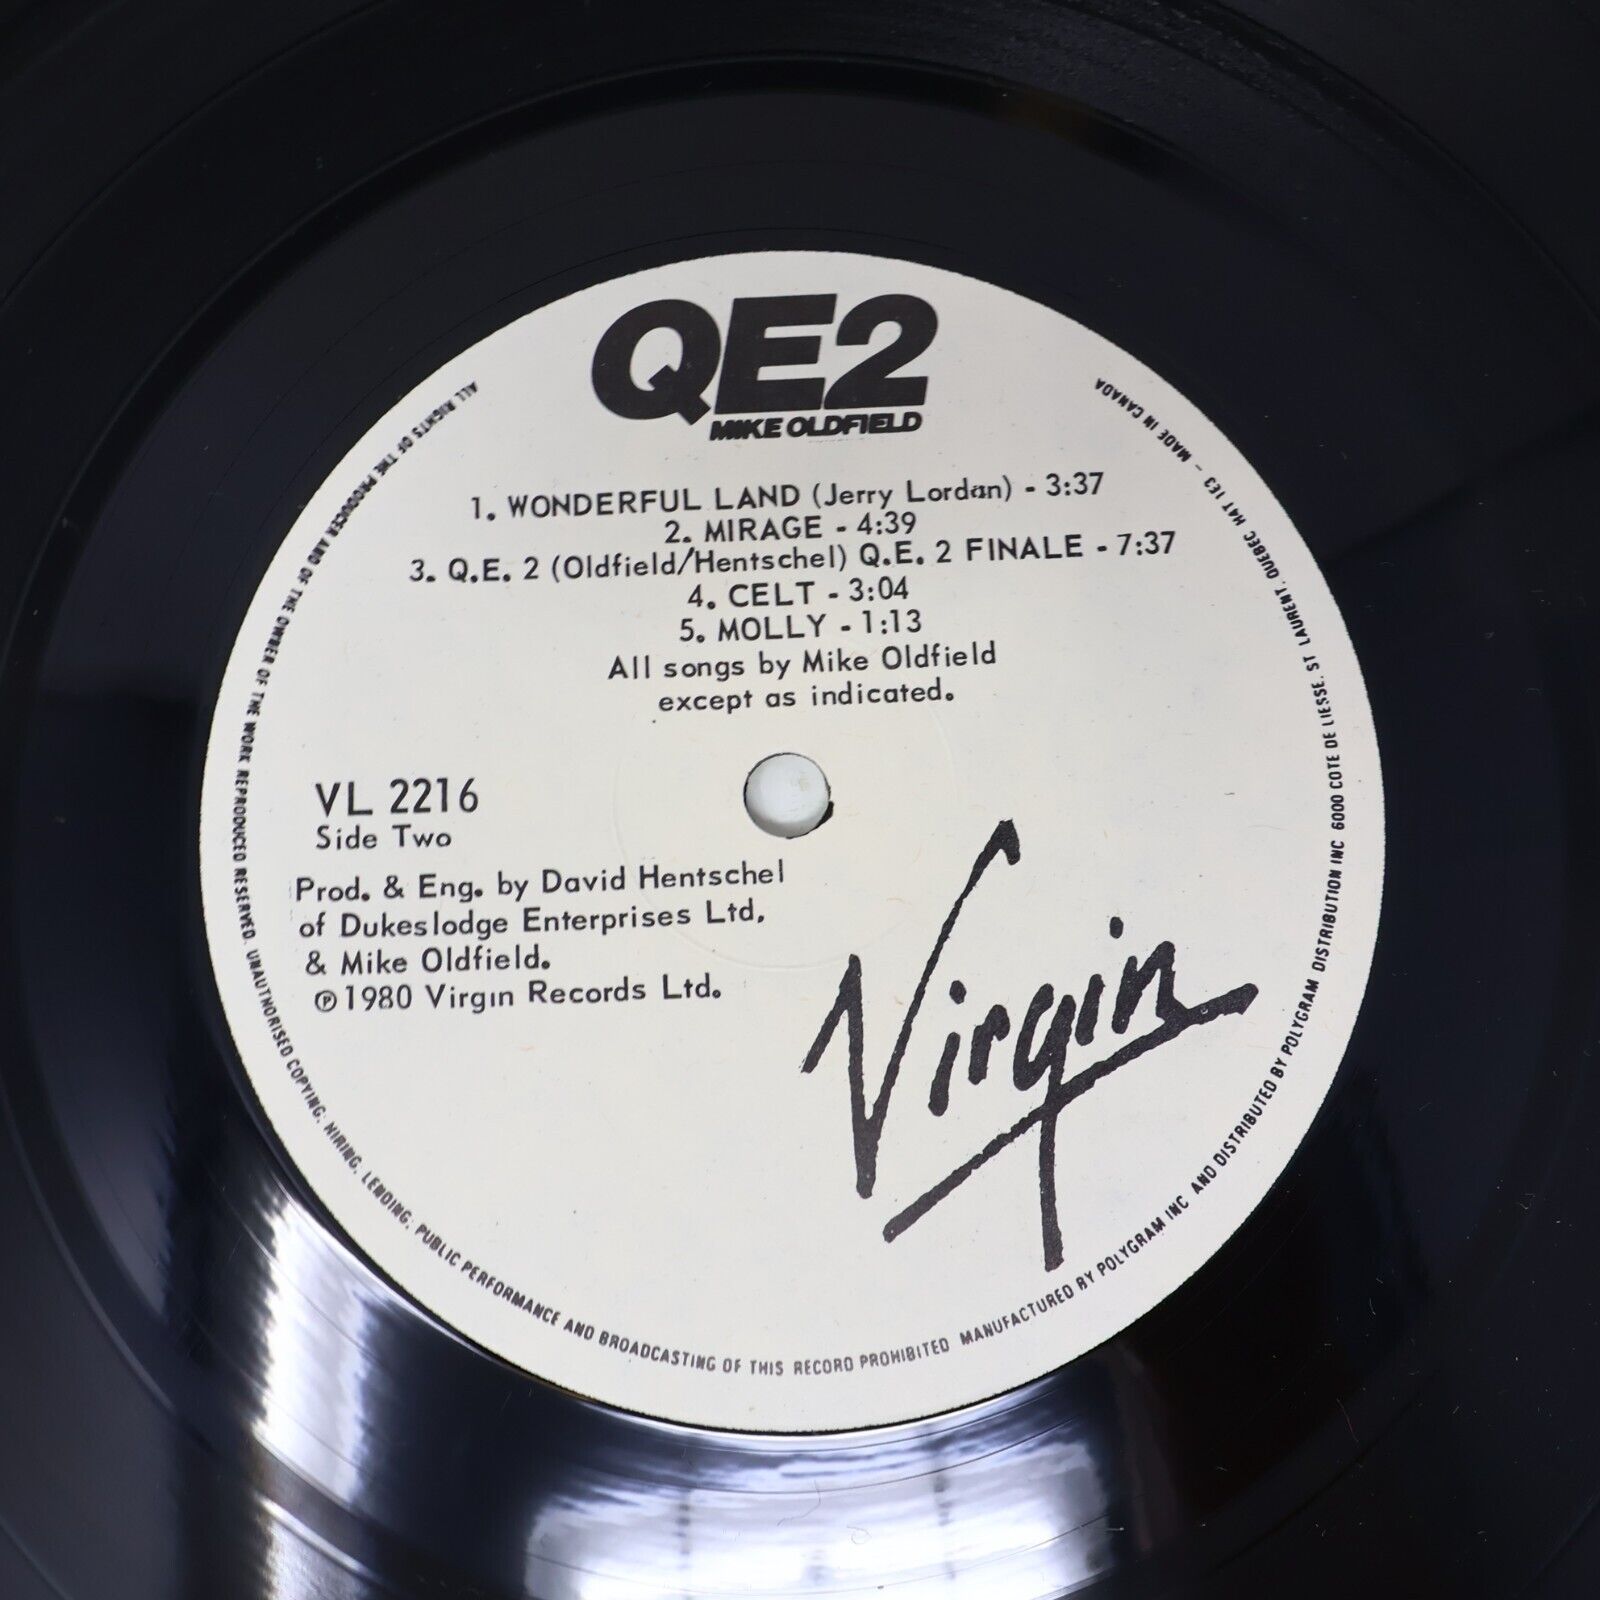 QE2
MIKE OLDFIELD
1. WONDERFUL LAND (Jerry Lordan) - 3:37
2. MIRAGE - 4:39
3. Q.E. 2 (Oldfield/Hentschel) Q.E. 2 FINALE - 7:37
4. CELT - 3:04
5. MOLLY - 1:13
All songs by Mike Oldfield
except as indicated.
VL 2216
Side Two
Prod. & Eng. by David Hentschel
of Dukeslodge Enterprises Ltd.
& Mike Oldfield.
℗ 1980 Virgin Records Ltd.
Virgin
ALL RIGHTS OF THE PRODUCER AND OF THE OWNER OF THE WORK REPRODUCED RESERVED. UNAUTHORISED COPYING, HIRING, LENDING, PUBLIC PERFORMANCE AND BROADCASTING OF THIS RECORD PROHIBITED MANUFACTURED BY POLYGRAM INC AND DISTRIBUTED BY POLYGRAM DISTRIBUTION INC 6000 COTE DE LIESSE, ST LAURENT, QUEBEC H4T 1E3 - MADE IN CANADA